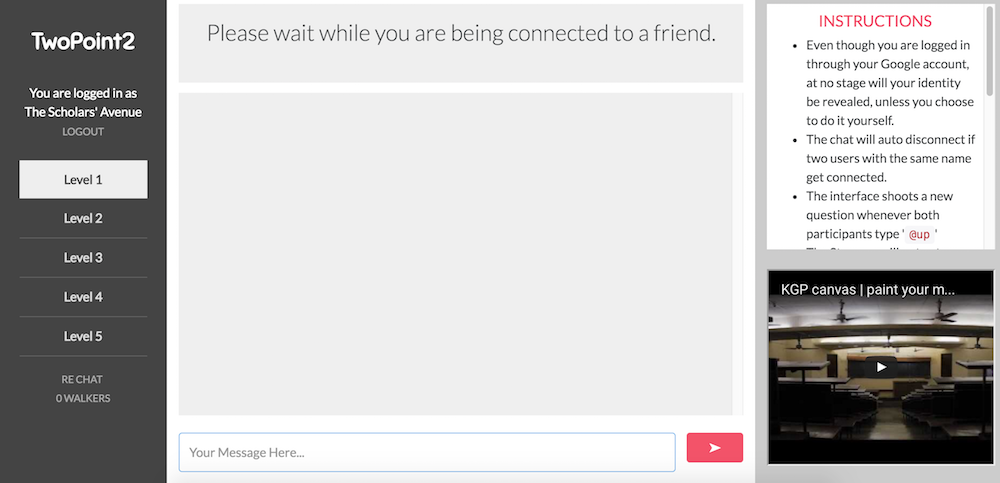 TwoPoint2
You are logged in as
The Scholars' Avenue
LOGOUT
Level 1
Level 2
Level 3
Level 4
Level 5
RE CHAT
0 WALKERS
Please wait while you are being connected to a friend.
Your Message Here...
INSTRUCTIONS
• Even though you are logged in
through your Google account,
at no stage will your identity
be revealed, unless you choose
to do it yourself.
• The chat will auto disconnect if
two users with the same name
get connected.
• The interface shoots a new
question whenever both
participants type '@up'
KGP canvas | paint your m...